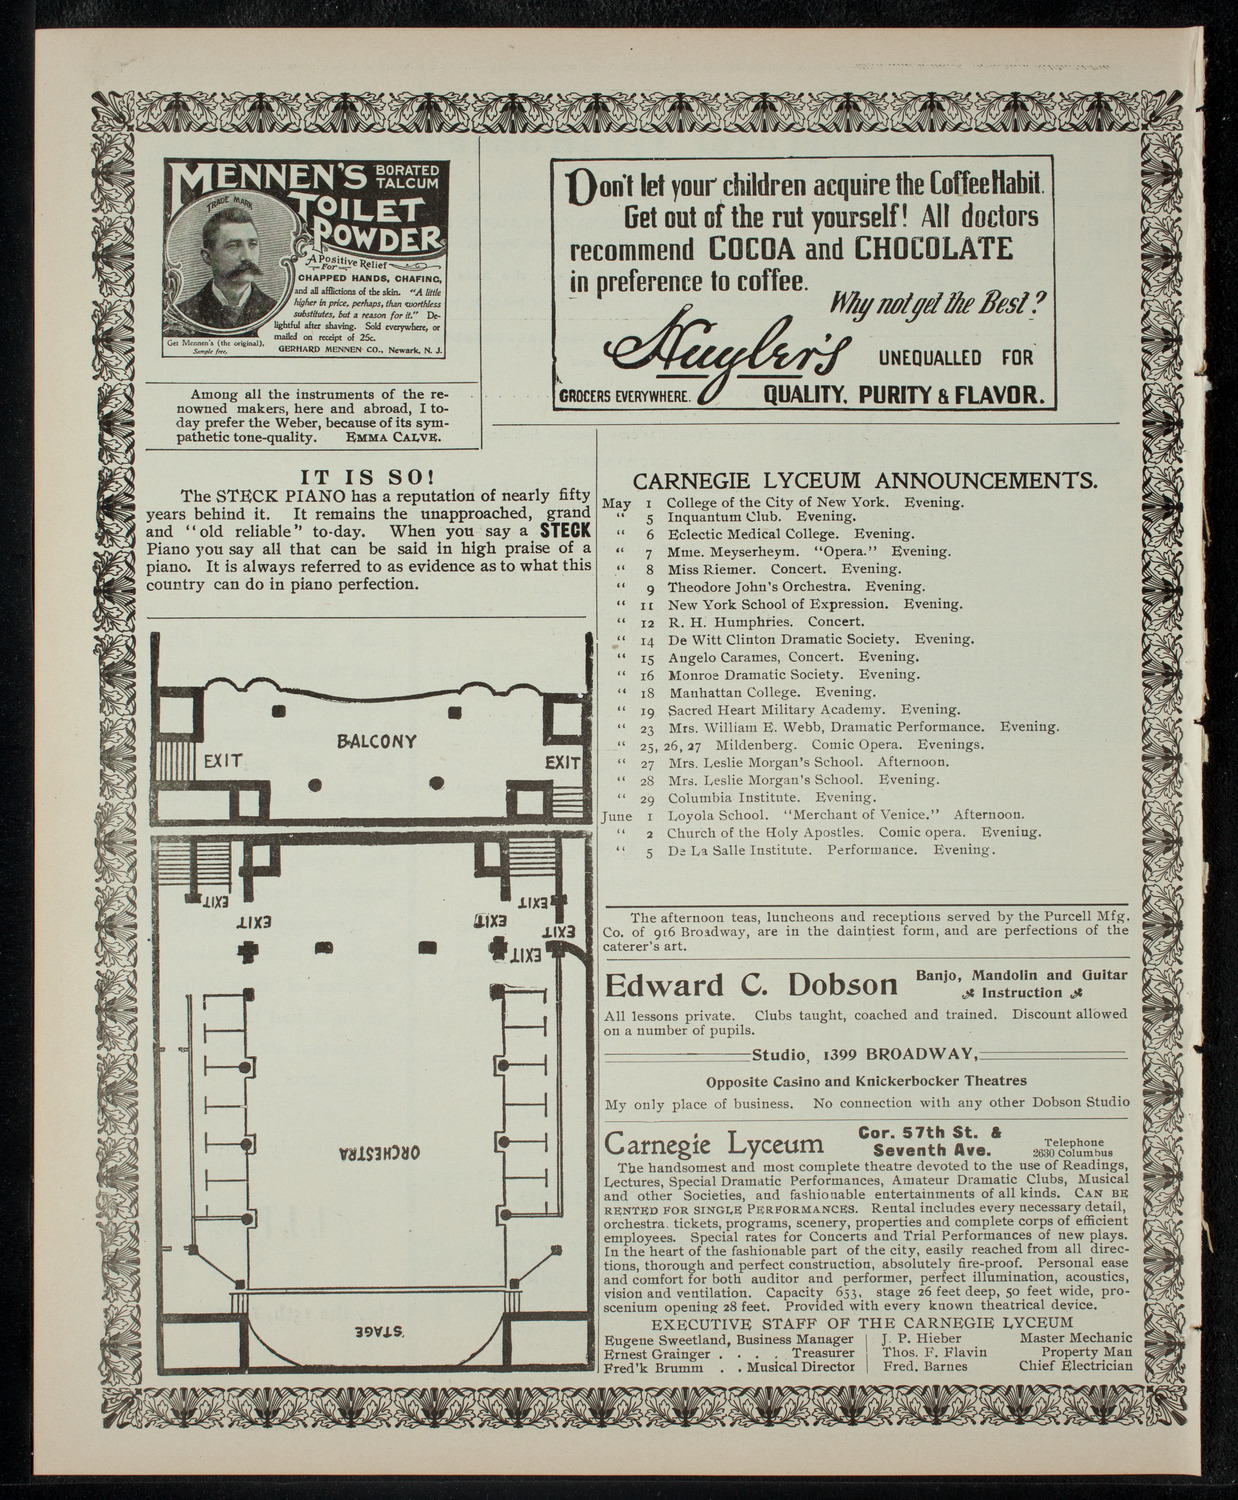 MENNEN'S BORATED
TALCUM
TOILET
POWDER
TRADE MARK
A Positive Relief
For
CHAPPED HANDS, CHAFING,
and all afflictions of the skin. "A little
higher in price, perhaps, than worthless
substitutes, but a reason for it." De-
lightful after shaving. Sold everywhere, or
mailed on receipt of 25c.
Get Mennen's (the original).
Sample free.
GERHARD MENNEN CO., Newark, N. J.
Among all the instruments of the re-
nowned makers, here and abroad, I to-
day prefer the Weber, because of its sym-
pathetic tone-quality. EMMA CALVE.
Don't let your children acquire the Coffee Habit.
Get out of the rut yourself! All doctors
recommend COCOA and CHOCOLATE
in preference to coffee.
Why not get the Best?
Huyler's UNEQUALLED FOR
GROCERS EVERYWHERE. QUALITY, PURITY & FLAVOR.
IT IS SO!
The STECK PIANO has a reputation of nearly fifty
years behind it. It remains the unapproached, grand
and "old reliable" to-day. When you say a STECK
Piano you say all that can be said in high praise of a
piano. It is always referred to as evidence as to what this
country can do in piano perfection.
BALCONY
EXIT EXIT
EXIT EXIT
EXIT EXIT
EXIT
EXIT
ORCHESTRA
STAGE
CARNEGIE LYCEUM ANNOUNCEMENTS.
May 1 College of the City of New York. Evening.
" 5 Inquantum Club. Evening.
" 6 Eclectic Medical College. Evening.
" 7 Mme. Meyserheym. "Opera." Evening.
" 8 Miss Riemer. Concert. Evening.
" 9 Theodore John's Orchestra. Evening.
" 11 New York School of Expression. Evening.
" 12 R. H. Humphries. Concert.
" 14 De Witt Clinton Dramatic Society. Evening.
" 15 Angelo Carames, Concert. Evening.
" 16 Monroe Dramatic Society. Evening.
" 18 Manhattan College. Evening.
" 19 Sacred Heart Military Academy. Evening.
" 23 Mrs. William E. Webb, Dramatic Performance. Evening.
" 25, 26, 27 Mildenberg. Comic Opera. Evenings.
" 27 Mrs. Leslie Morgan's School. Afternoon.
" 28 Mrs. Leslie Morgan's School. Evening.
" 29 Columbia Institute. Evening.
June 1 Loyola School. "Merchant of Venice." Afternoon.
" 2 Church of the Holy Apostles. Comic opera. Evening.
" 5 De La Salle Institute. Performance. Evening.
The afternoon teas, luncheons and receptions served by the Purcell Mfg.
Co. of 916 Broadway, are in the daintiest form, and are perfections of the
caterer's art.
Edward C. Dobson Banjo, Mandolin and Guitar
Instruction
All lessons private. Clubs taught, coached and trained. Discount allowed
on a number of pupils.
Studio, 1399 BROADWAY,
Opposite Casino and Knickerbocker Theatres
My only place of business. No connection with any other Dobson Studio
Carnegie Lyceum Cor. 57th St. &
Seventh Ave. Telephone
2630 Columbus
The handsomest and most complete theatre devoted to the use of Readings,
Lectures, Special Dramatic Performances, Amateur Dramatic Clubs, Musical
and other Societies, and fashionable entertainments of all kinds. CAN BE
RENTED FOR SINGLE PERFORMANCES. Rental includes every necessary detail,
orchestra, tickets, programs, scenery, properties and complete corps of efficient
employees. Special rates for Concerts and Trial Performances of new plays.
In the heart of the fashionable part of the city, easily reached from all direc-
tions, thorough and perfect construction, absolutely fire-proof. Personal ease
and comfort for both auditor and performer, perfect illumination, acoustics,
vision and ventilation. Capacity 653, stage 26 feet deep, 50 feet wide, pro-
scenium opening 28 feet. Provided with every known theatrical device.
EXECUTIVE STAFF OF THE CARNEGIE LYCEUM
Eugene Sweetland, Business Manager J. P. Hieber Master Mechanic
Ernest Grainger . . . . Treasurer Thos. F. Flavin Property Man
Fred'k Brumm . . Musical Director Fred. Barnes Chief Electrician